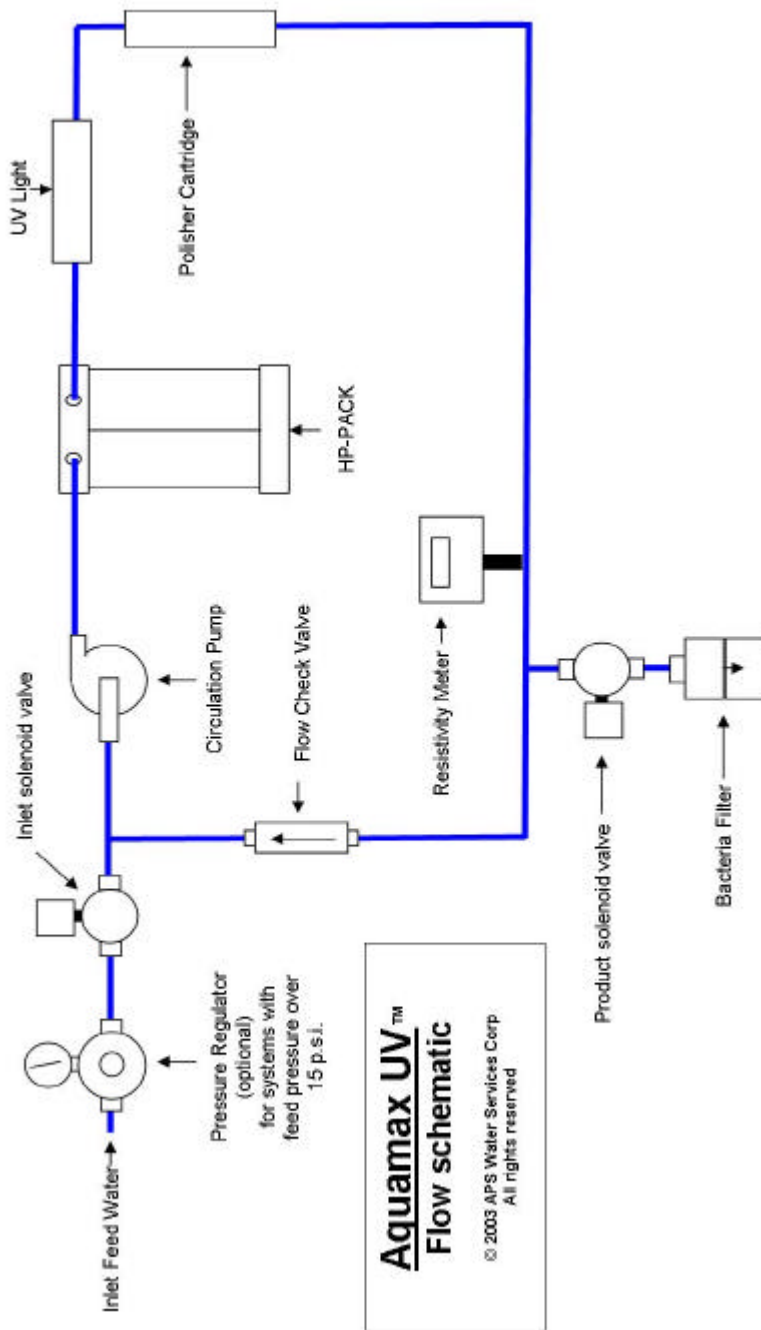 Inlet Feed Water
Pressure Regulator
(optional)
for systems with
feed pressure over
15 p.s.i.
Inlet solenoid valve
Circulation Pump
Flow Check Valve
HP-PACK
UV Light
Polisher Cartridge
Resistivity Meter
Product solenoid valve
Bacteria Filter
Aquamax UV™
Flow schematic
© 2003 APS Water Services Corp
All rights reserved